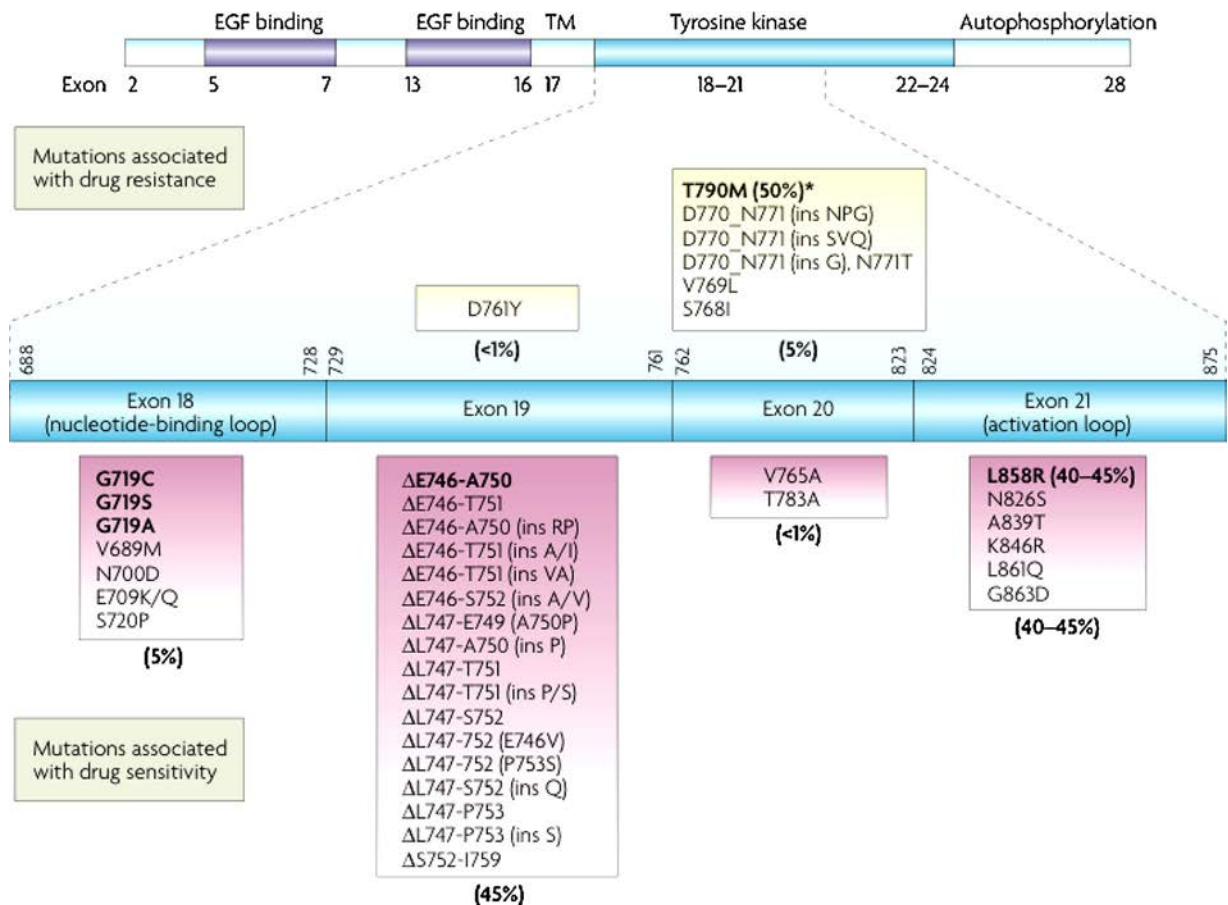 EGF binding EGF binding TM Tyrosine kinase Autophosphorylation
Exon 2 5 7 13 16 17 18–21 22–24 28
Mutations associated
with drug resistance
T790M (50%)*
D770_N771 (ins NPG)
D770_N771 (ins SVQ)
D770_N771 (ins G), N771T
V769L
S768I
(5%)
D761Y
(<1%)
688 728 729 761 762 823 824 875
Exon 18
(nucleotide-binding loop)
Exon 19
Exon 20
Exon 21
(activation loop)
G719C
G719S
G719A
V689M
N700D
E709K/Q
S720P
(5%)
ΔE746-A750
ΔE746-T751
ΔE746-A750 (ins RP)
ΔE746-T751 (ins A/I)
ΔE746-T751 (ins VA)
ΔE746-S752 (ins A/V)
ΔL747-E749 (A750P)
ΔL747-A750 (ins P)
ΔL747-T751
ΔL747-T751 (ins P/S)
ΔL747-S752
ΔL747-752 (E746V)
ΔL747-752 (P753S)
ΔL747-S752 (ins Q)
ΔL747-P753
ΔL747-P753 (ins S)
ΔS752-I759
(45%)
V765A
T783A
(<1%)
L858R (40–45%)
N826S
A839T
K846R
L861Q
G863D
(40–45%)
Mutations associated
with drug sensitivity